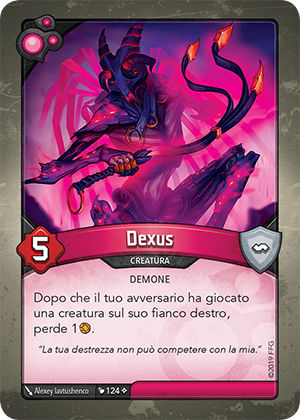 5
Dexus
CREATURA
DEMONE
Dopo che il tuo avversario ha giocato
una creatura sul suo fianco destro,
perde 1.
“La tua destrezza non può competere con la mia.”
Alexey Iavtushenco
124
©2019 FFG